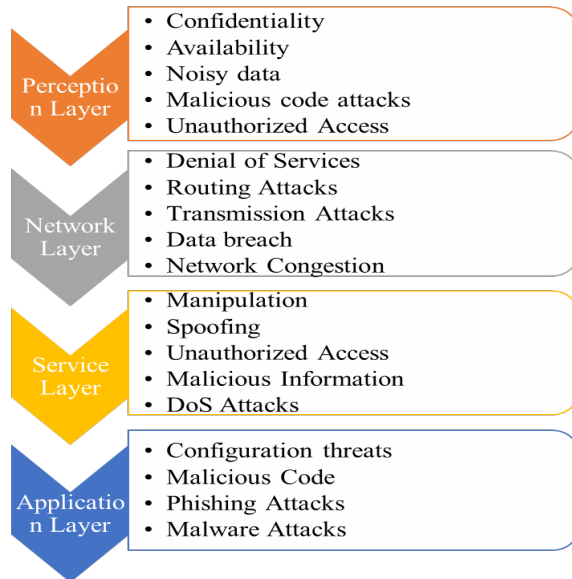 Perceptio
n Layer
• Confidentiality
• Availability
• Noisy data
• Malicious code attacks
• Unauthorized Access
Network
Layer
• Denial of Services
• Routing Attacks
• Transmission Attacks
• Data breach
• Network Congestion
Service
Layer
• Manipulation
• Spoofing
• Unauthorized Access
• Malicious Information
• DoS Attacks
Applicatio
n Layer
• Configuration threats
• Malicious Code
• Phishing Attacks
• Malware Attacks